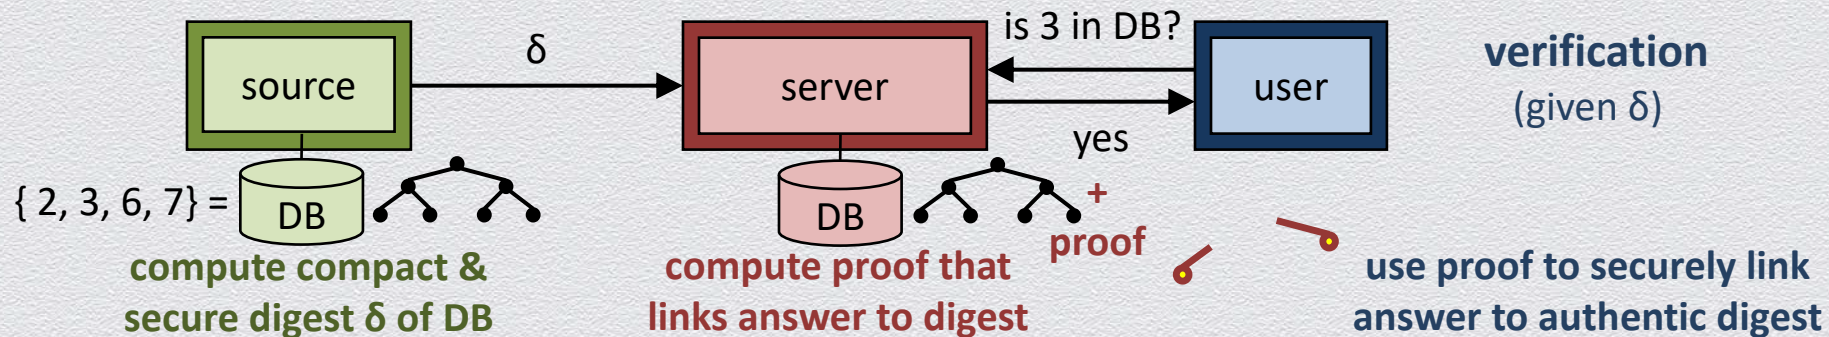 source
δ
server
is 3 in DB?
yes
user
verification
(given δ)
{ 2, 3, 6, 7} =
DB
DB
+
proof
compute compact &
secure digest δ of DB
compute proof that
links answer to digest
use proof to securely link
answer to authentic digest